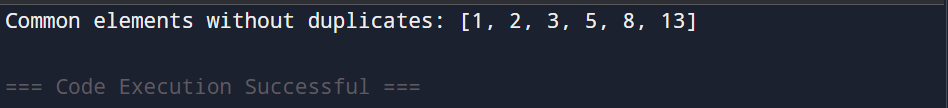 Common elements without duplicates: [1, 2, 3, 5, 8, 13]
=== Code Execution Successful ===